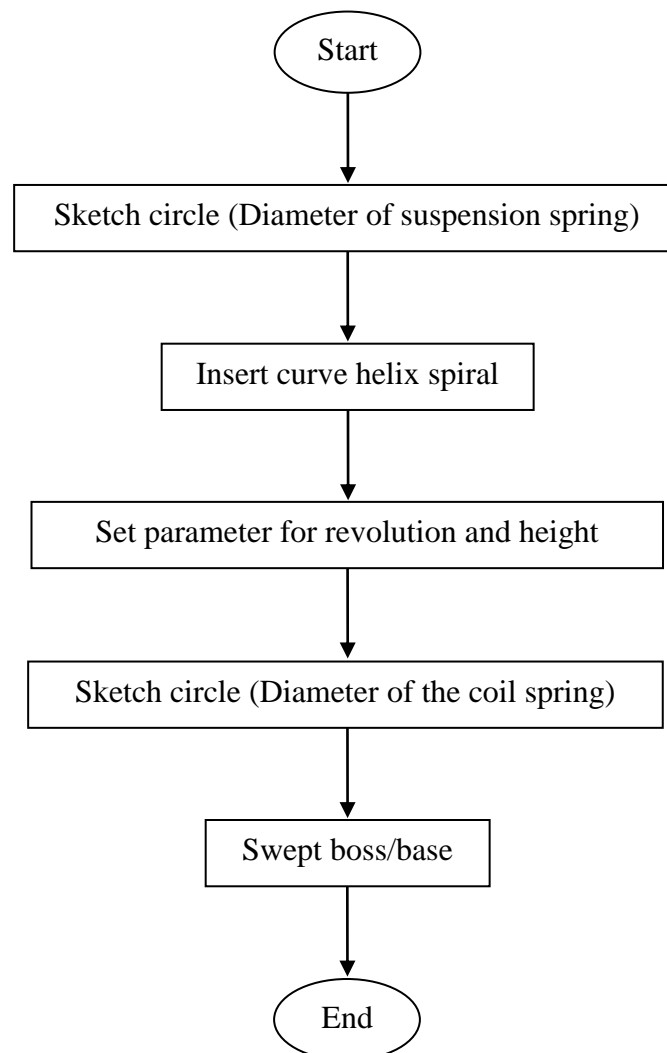 Start
Sketch circle (Diameter of suspension spring)
Insert curve helix spiral
Set parameter for revolution and height
Sketch circle (Diameter of the coil spring)
Swept boss/base
End